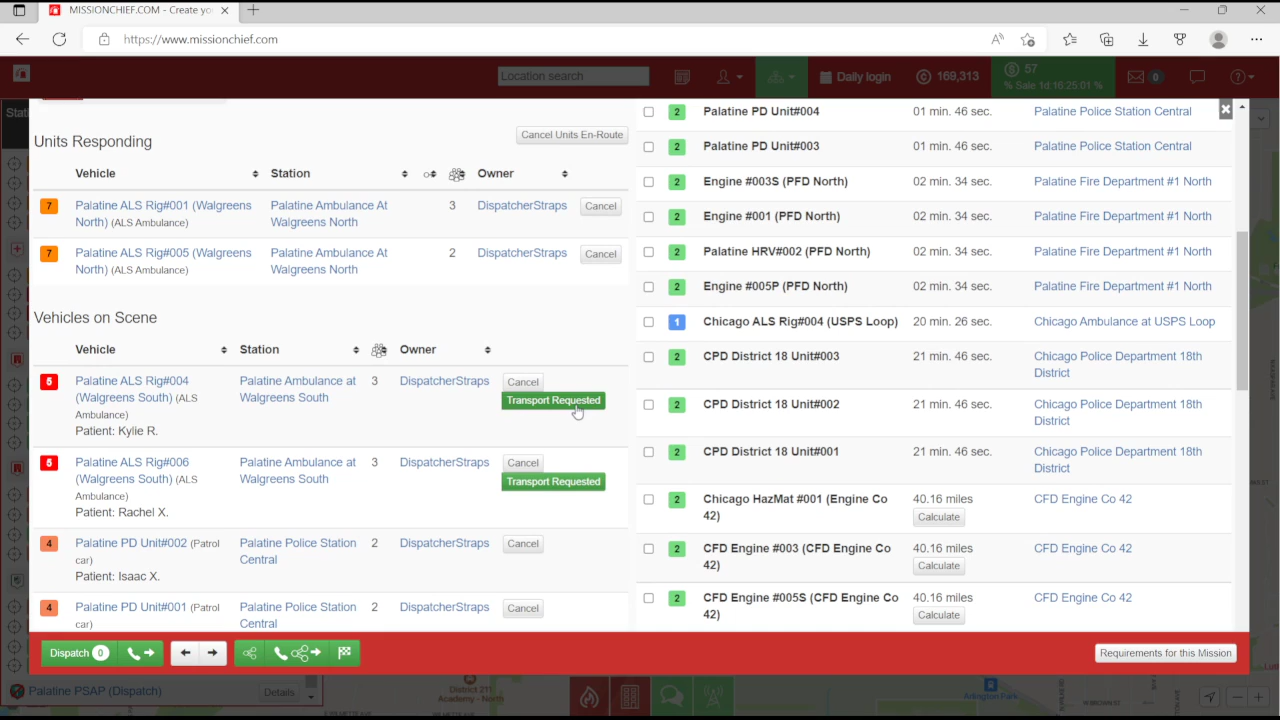 MISSIONCHIEF.COM - Create yo
https://www.missionchief.com
Location search
Daily login
169,313
57
% Sale 1d,16:25:01 %
0
Stati
Units Responding
Cancel Units En-Route
Vehicle Station Owner
7 Palatine ALS Rig#001 (Walgreens North) (ALS Ambulance) Palatine Ambulance At Walgreens North 3 DispatcherStraps Cancel
7 Palatine ALS Rig#005 (Walgreens North) (ALS Ambulance) Palatine Ambulance At Walgreens North 2 DispatcherStraps Cancel
Vehicles on Scene
Vehicle Station Owner
5 Palatine ALS Rig#004 (Walgreens South) (ALS Ambulance) Palatine Ambulance at Walgreens South 3 DispatcherStraps Cancel
Transport Requested
Patient: Kylie R.
5 Palatine ALS Rig#006 (Walgreens South) (ALS Ambulance) Palatine Ambulance at Walgreens South 3 DispatcherStraps Cancel
Transport Requested
Patient: Rachel X.
4 Palatine PD Unit#002 (Patrol car) Palatine Police Station Central 2 DispatcherStraps Cancel
Patient: Isaac X.
4 Palatine PD Unit#001 (Patrol car) Palatine Police Station Central 2 DispatcherStraps Cancel
2 Palatine PD Unit#004 01 min. 46 sec. Palatine Police Station Central
2 Palatine PD Unit#003 01 min. 46 sec. Palatine Police Station Central
2 Engine #003S (PFD North) 02 min. 34 sec. Palatine Fire Department #1 North
2 Engine #001 (PFD North) 02 min. 34 sec. Palatine Fire Department #1 North
2 Palatine HRV#002 (PFD North) 02 min. 34 sec. Palatine Fire Department #1 North
2 Engine #005P (PFD North) 02 min. 34 sec. Palatine Fire Department #1 North
1 Chicago ALS Rig#004 (USPS Loop) 20 min. 26 sec. Chicago Ambulance at USPS Loop
2 CPD District 18 Unit#003 21 min. 46 sec. Chicago Police Department 18th District
2 CPD District 18 Unit#002 21 min. 46 sec. Chicago Police Department 18th District
2 CPD District 18 Unit#001 21 min. 46 sec. Chicago Police Department 18th District
2 Chicago HazMat #001 (Engine Co 42) 40.16 miles Calculate CFD Engine Co 42
2 CFD Engine #003 (CFD Engine Co 42) 40.16 miles Calculate CFD Engine Co 42
2 CFD Engine #005S (CFD Engine Co 42) 40.16 miles Calculate CFD Engine Co 42
Dispatch 0
Requirements for this Mission
Palatine PSAP (Dispatch)
Details
District 211
Academy - North
Arlington Park